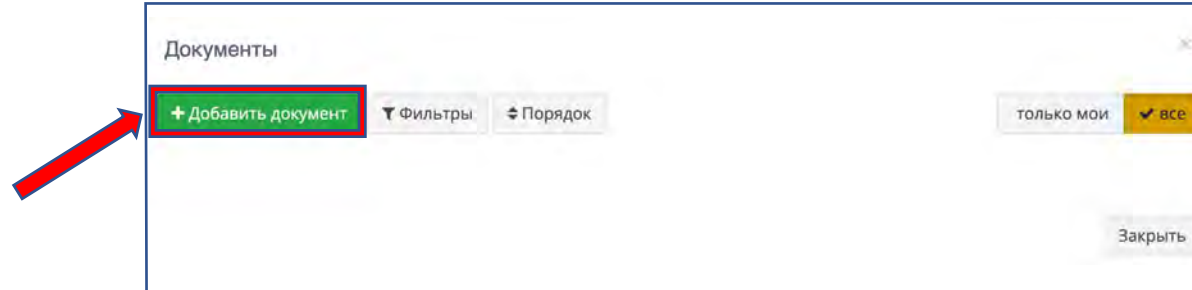 Документы
+ Добавить документ Фильтры Порядок только мои ✔ все
Закрыть